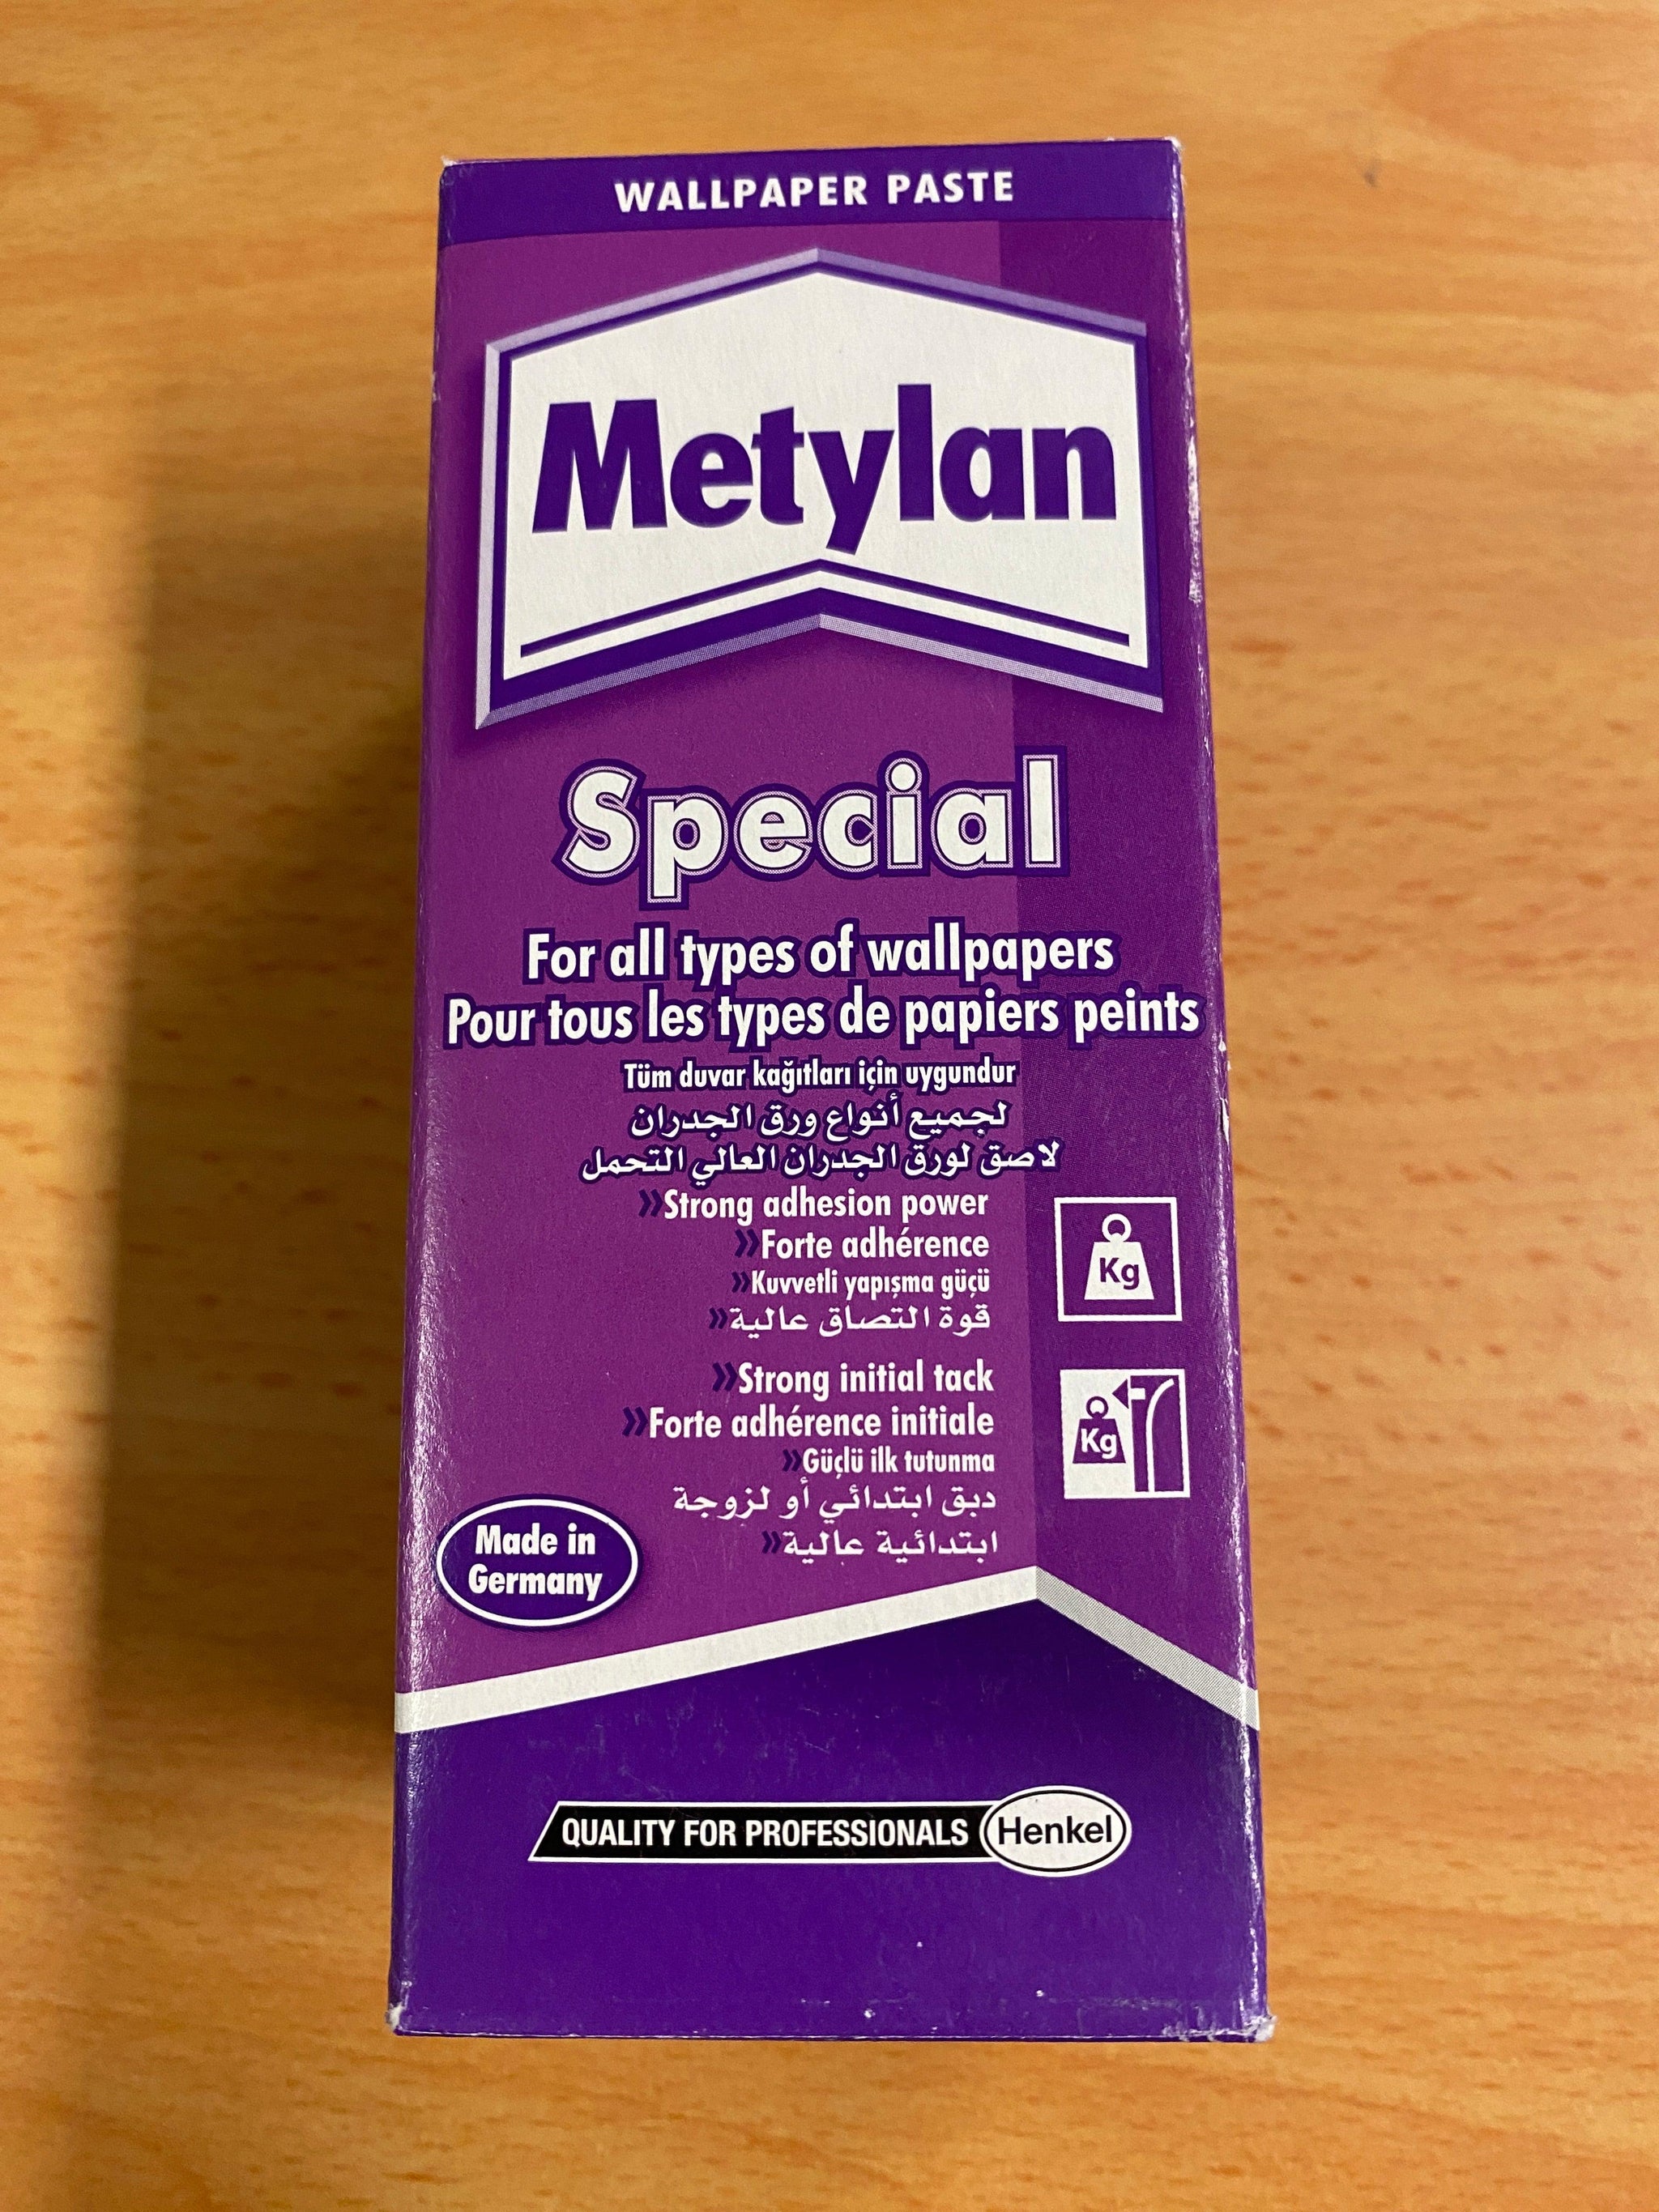 WALLPAPER PASTE
Metylan
Special
For all types of wallpapers
Pour tous les types de papiers peints
Tüm duvar kağıtları için uygundur
لجميع أنواع ورق الجدران
لاصق لورق الجدران العالي التحمل
»Strong adhesion power
»Forte adhérence
»Kuvvetli yapışma güçü
قوة التصاق عالية»
Kg
»Strong initial tack
»Forte adhérence initiale
»Güçlü ilk tutunma
دبق ابتدائي أو لزوجة
ابتدائية عالية»
Kg
Made in
Germany
QUALITY FOR PROFESSIONALS Henkel